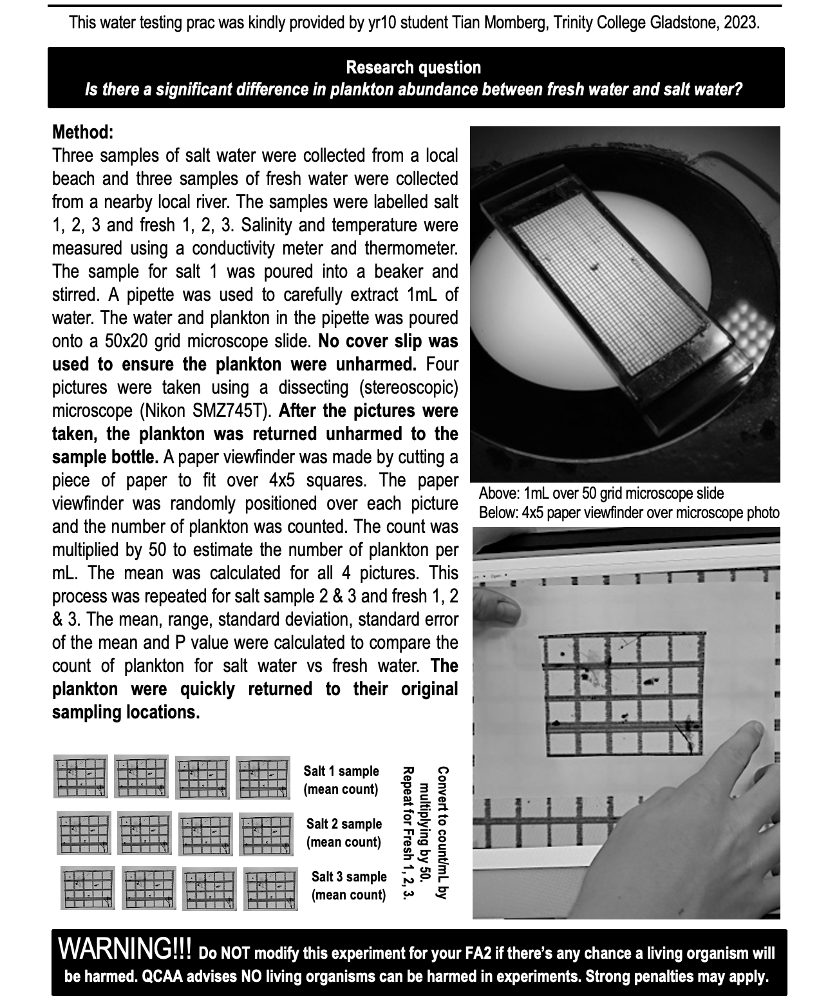 This water testing prac was kindly provided by yr10 student Tian Momberg, Trinity College Gladstone, 2023.
Research question
Is there a significant difference in plankton abundance between fresh water and salt water?
Method:
Three samples of salt water were collected from a local
beach and three samples of fresh water were collected
from a nearby local river. The samples were labelled salt
1, 2, 3 and fresh 1, 2, 3. Salinity and temperature were
measured using a conductivity meter and thermometer.
The sample for salt 1 was poured into a beaker and
stirred. A pipette was used to carefully extract 1mL of
water. The water and plankton in the pipette was poured
onto a 50x20 grid microscope slide. No cover slip was
used to ensure the plankton were unharmed. Four
pictures were taken using a dissecting (stereoscopic)
microscope (Nikon SMZ745T). After the pictures were
taken, the plankton was returned unharmed to the
sample bottle. A paper viewfinder was made by cutting a
piece of paper to fit over 4x5 squares. The paper
viewfinder was randomly positioned over each picture
and the number of plankton was counted. The count was
multiplied by 50 to estimate the number of plankton per
mL. The mean was calculated for all 4 pictures. This
process was repeated for salt sample 2 & 3 and fresh 1, 2
& 3. The mean, range, standard deviation, standard error
of the mean and P value were calculated to compare the
count of plankton for salt water vs fresh water. The
plankton were quickly returned to their original
sampling locations.
Above: 1mL over 50 grid microscope slide
Below: 4x5 paper viewfinder over microscope photo
Open
Salt 1 sample
(mean count)
Salt 2 sample
(mean count)
Salt 3 sample
(mean count)
Convert to count/mL by
multiplying by 50.
Repeat for Fresh 1, 2, 3.
WARNING!!! Do NOT modify this experiment for your FA2 if there's any chance a living organism will
be harmed. QCAA advises NO living organisms can be harmed in experiments. Strong penalties may apply.